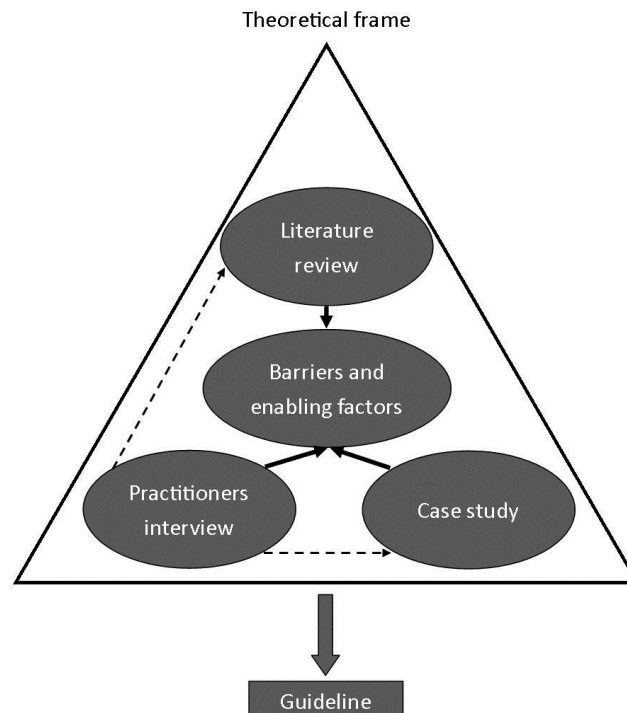 Theoretical frame
Literature
review
Barriers and
enabling factors
Practitioners
interview
Case study
Guideline